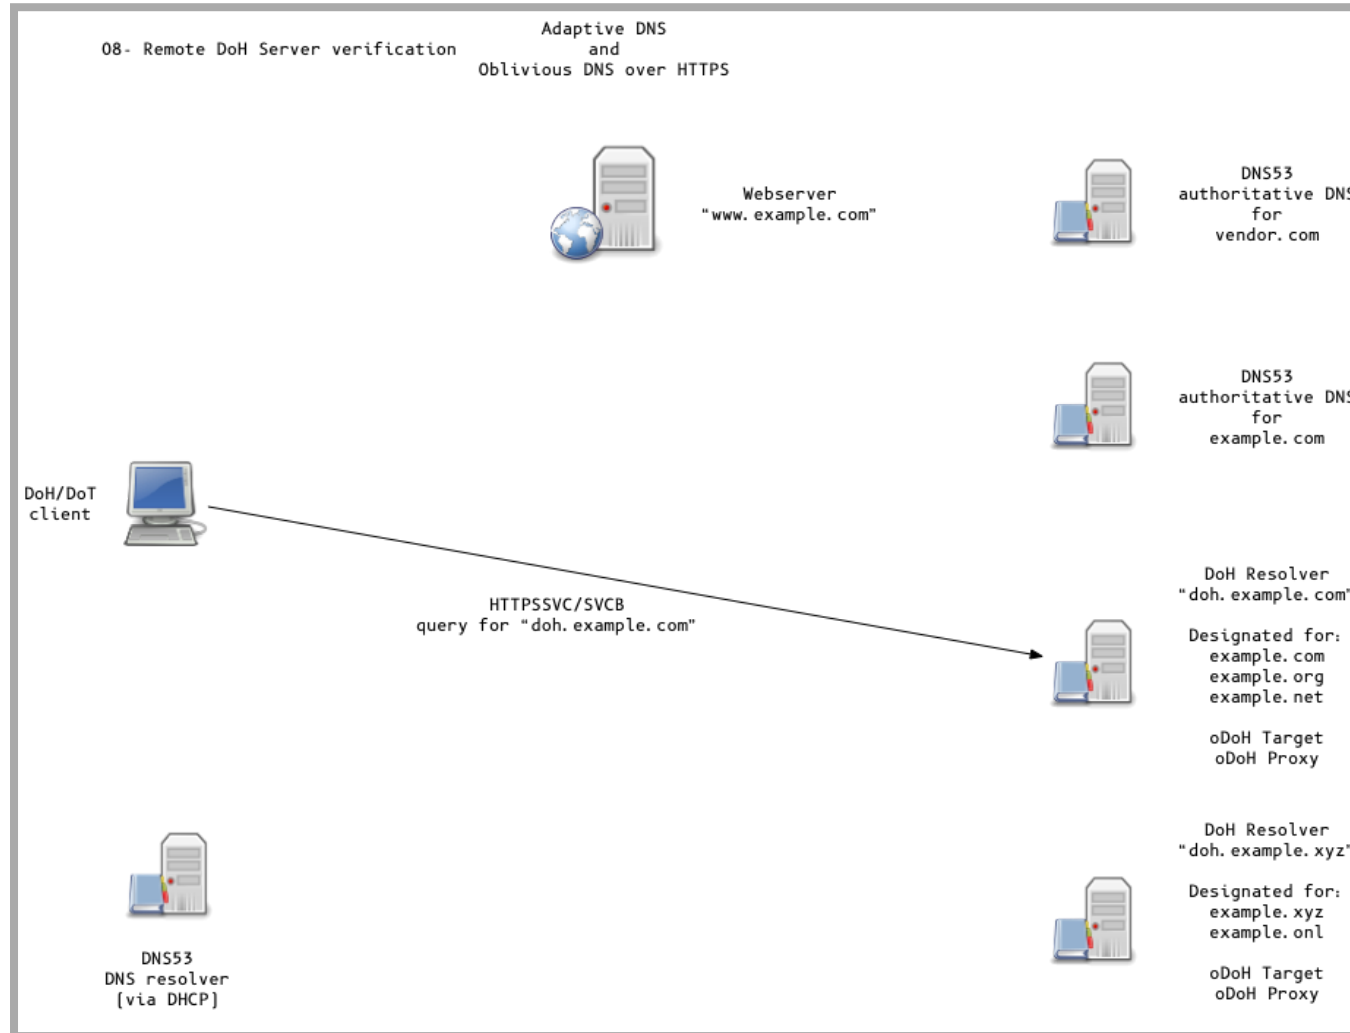 08- Remote DoH Server verification
Adaptive DNS
and
Oblivious DNS over HTTPS
Webserver
"www.example.com"
DNS53
authoritative DNS
for
vendor.com
DNS53
authoritative DNS
for
example.com
DoH/DoT
client
HTTPSSVC/SVCB
query for "doh.example.com"
DoH Resolver
"doh.example.com"
Designated for:
example.com
example.org
example.net
oDoH Target
oDoH Proxy
DNS53
DNS resolver
[via DHCP]
DoH Resolver
"doh.example.xyz"
Designated for:
example.xyz
example.onl
oDoH Target
oDoH Proxy